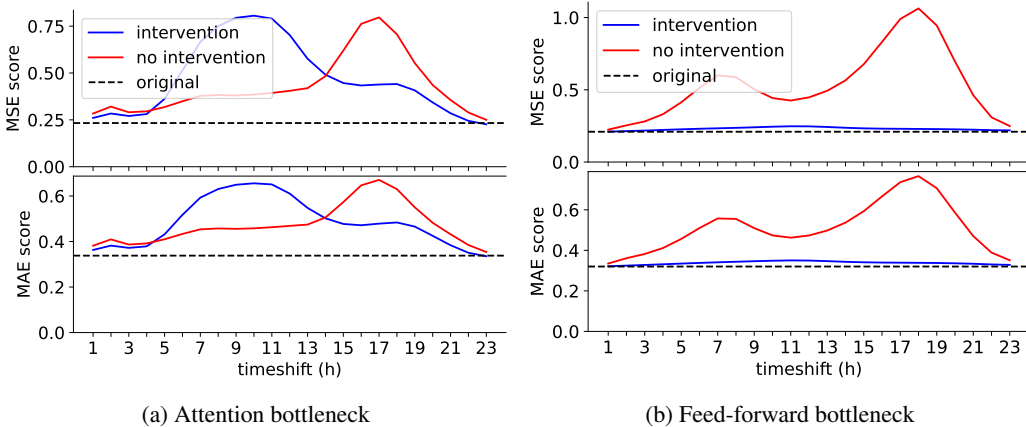 0.75
0.50
0.25
0.00
MSE score
intervention
no intervention
original
0.6
0.4
0.2
0.0
MAE score
1 3 5 7 9 11 13 15 17 19 21 23
timeshift (h)
(a) Attention bottleneck
1.0
0.5
0.0
MSE score
intervention
no intervention
original
0.6
0.4
0.2
0.0
MAE score
1 3 5 7 9 11 13 15 17 19 21 23
timeshift (h)
(b) Feed-forward bottleneck